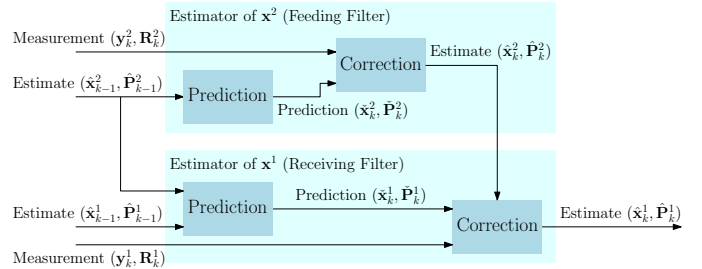 Estimator of x² (Feeding Filter)
Measurement (y²ₖ, R²ₖ)
Correction
Estimate (x̂²ₖ, P̂²ₖ)
Estimate (x̂²ₖ₋₁, P̂²ₖ₋₁)
Prediction
Prediction (x̌²ₖ, P̌²ₖ)
Estimator of x¹ (Receiving Filter)
Prediction
Prediction (x̌¹ₖ, P̌¹ₖ)
Estimate (x̂¹ₖ₋₁, P̂¹ₖ₋₁)
Correction
Estimate (x̂¹ₖ, P̂¹ₖ)
Measurement (y¹ₖ, R¹ₖ)